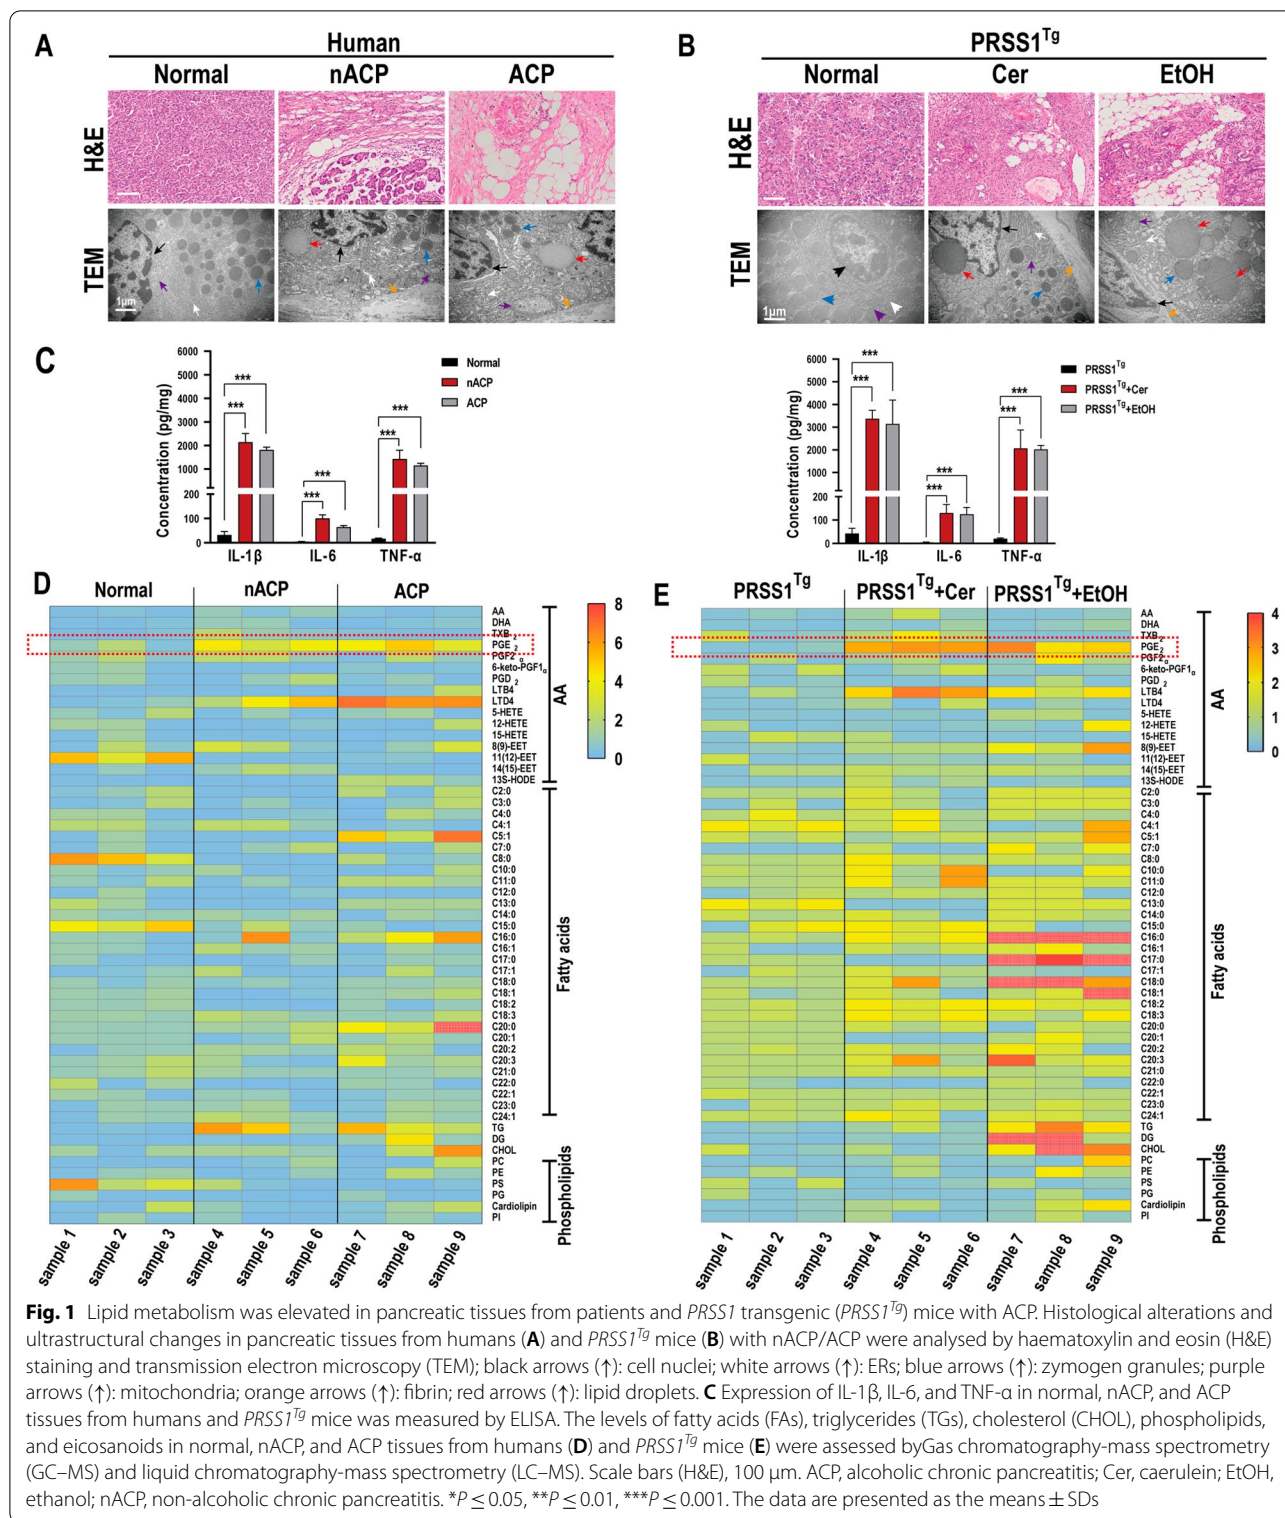 A
Human
Normal nACP ACP
H&E
TEM
1μm
B
PRSS1Tg
Normal Cer EtOH
H&E
TEM
1μm
C
Concentration (pg/mg)
6000
5000
4000
3000
2000
1000
200
100
0
*** *** *** *** *** ***
IL-1β IL-6 TNF-α
Normal
nACP
ACP
Concentration (pg/mg)
6000
5000
4000
3000
2000
1000
200
100
0
*** *** *** *** *** ***
IL-1β IL-6 TNF-α
PRSS1Tg
PRSS1Tg+Cer
PRSS1Tg+EtOH
D
Normal nACP ACP
AA
DHA
TXB2
PGE2
PGF2α
6-keto-PGF1α
PGD2
LTB4
LTD4
5-HETE
12-HETE
15-HETE
8(9)-EET
11(12)-EET
14(15)-EET
13S-HODE
C2:0
C3:0
C4:0
C4:1
C5:1
C7:0
C8:0
C10:0
C11:0
C12:0
C13:0
C14:0
C15:0
C16:0
C16:1
C17:0
C17:1
C18:0
C18:1
C18:2
C18:3
C20:0
C20:1
C20:2
C20:3
C21:0
C22:0
C22:1
C23:0
C24:1
TG
DG
CHOL
PC
PE
PS
PG
Cardiolipin
PI
AA
Fatty acids
Phospholipids
8
6
4
2
0
sample 1 sample 2 sample 3 sample 4 sample 5 sample 6 sample 7 sample 8 sample 9
E
PRSS1Tg PRSS1Tg+Cer PRSS1Tg+EtOH
AA
DHA
TXB2
PGE2
PGF2α
6-keto-PGF1α
PGD2
LTB4
LTD4
5-HETE
12-HETE
15-HETE
8(9)-EET
11(12)-EET
14(15)-EET
13S-HODE
C2:0
C3:0
C4:0
C4:1
C5:1
C7:0
C8:0
C10:0
C11:0
C12:0
C13:0
C14:0
C15:0
C16:0
C16:1
C17:0
C17:1
C18:0
C18:1
C18:2
C18:3
C20:0
C20:1
C20:2
C20:3
C21:0
C22:0
C22:1
C23:0
C24:1
TG
DG
CHOL
PC
PE
PS
PG
Cardiolipin
PI
AA
Fatty acids
Phospholipids
4
3
2
1
0
sample 1 sample 2 sample 3 sample 4 sample 5 sample 6 sample 7 sample 8 sample 9
Fig. 1 Lipid metabolism was elevated in pancreatic tissues from patients and PRSS1 transgenic (PRSS1Tg) mice with ACP. Histological alterations and
ultrastructural changes in pancreatic tissues from humans (A) and PRSS1Tg mice (B) with nACP/ACP were analysed by haematoxylin and eosin (H&E)
staining and transmission electron microscopy (TEM); black arrows (↑): cell nuclei; white arrows (↑): ERs; blue arrows (↑): zymogen granules; purple
arrows (↑): mitochondria; orange arrows (↑): fibrin; red arrows (↑): lipid droplets. C Expression of IL-1β, IL-6, and TNF-α in normal, nACP, and ACP
tissues from humans and PRSS1Tg mice was measured by ELISA. The levels of fatty acids (FAs), triglycerides (TGs), cholesterol (CHOL), phospholipids,
and eicosanoids in normal, nACP, and ACP tissues from humans (D) and PRSS1Tg mice (E) were assessed byGas chromatography-mass spectrometry
(GC–MS) and liquid chromatography-mass spectrometry (LC–MS). Scale bars (H&E), 100 μm. ACP, alcoholic chronic pancreatitis; Cer, caerulein; EtOH,
ethanol; nACP, non-alcoholic chronic pancreatitis. *P ≤ 0.05, **P ≤ 0.01, ***P ≤ 0.001. The data are presented as the means ± SDs